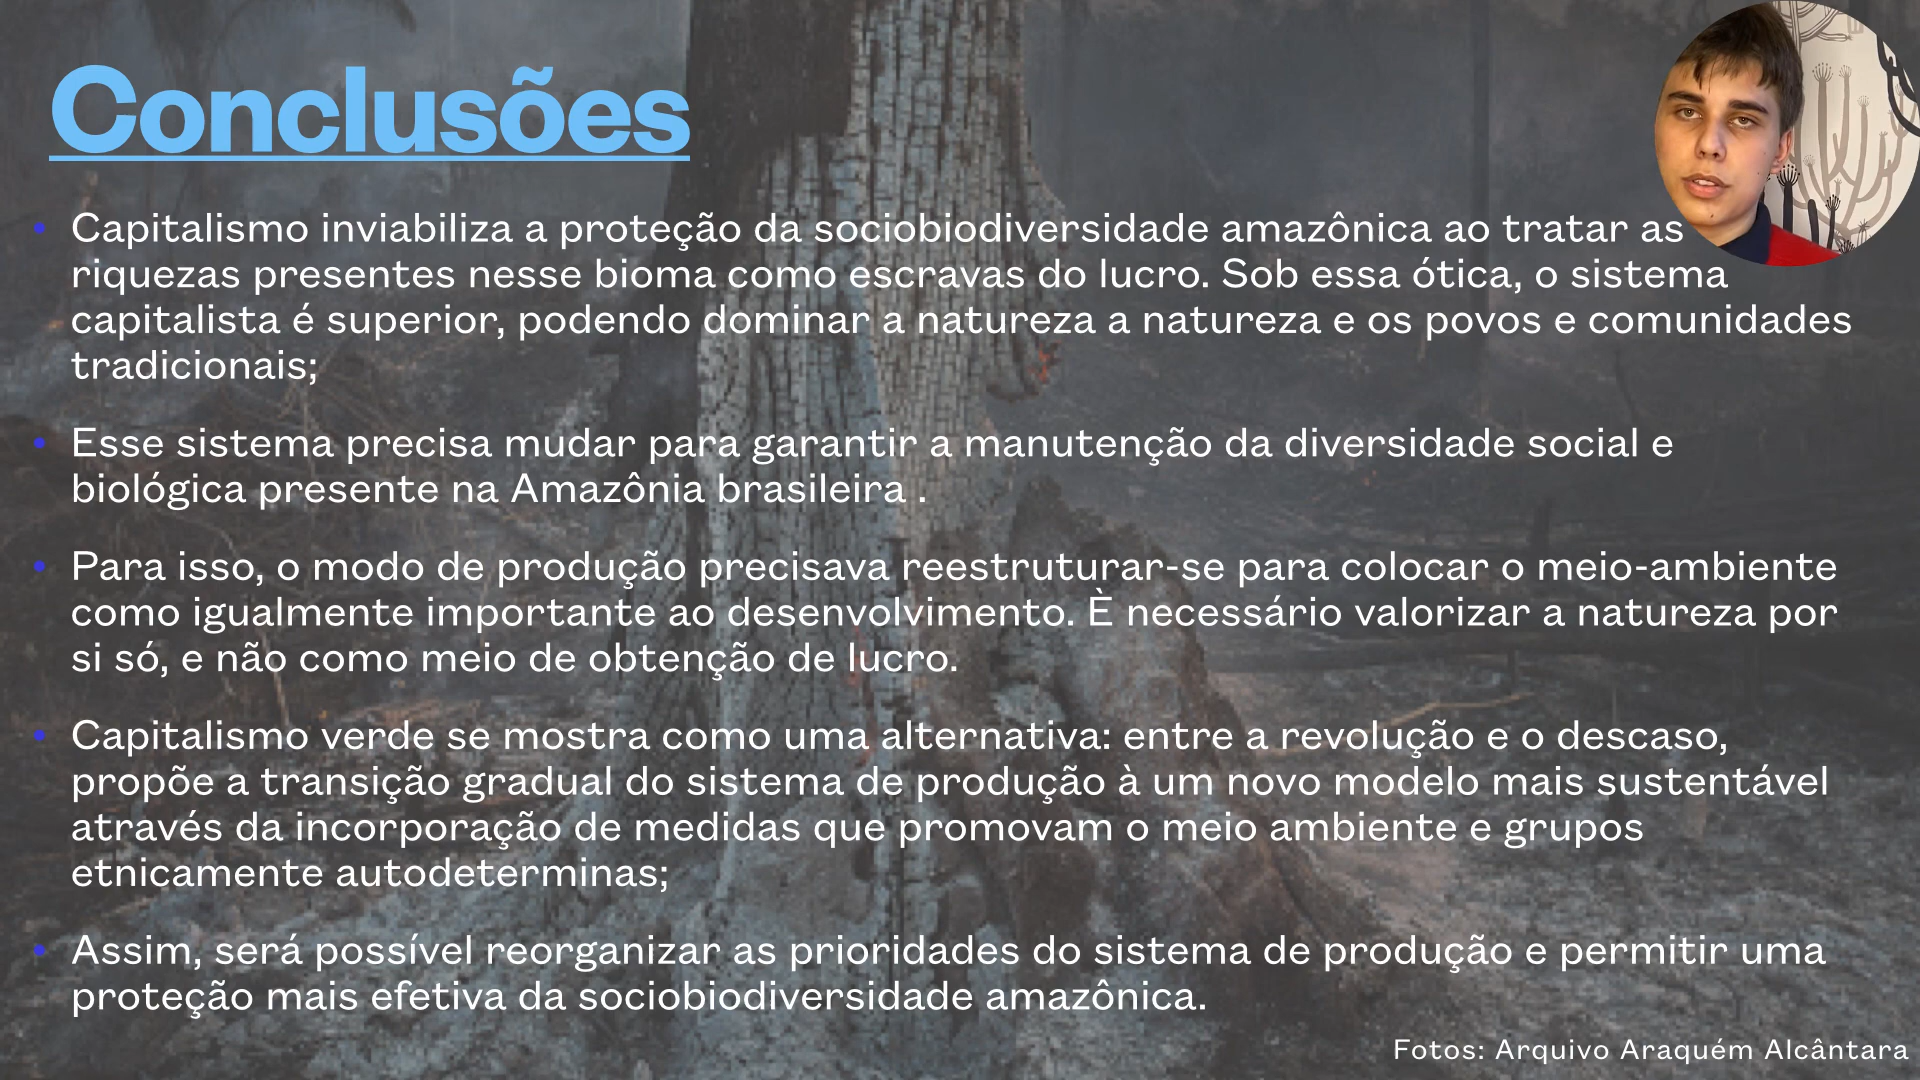 Conclusões
• Capitalismo inviabiliza a proteção da sociobiodiversidade amazônica ao tratar as
riquezas presentes nesse bioma como escravas do lucro. Sob essa ótica, o sistema
capitalista é superior, podendo dominar a natureza a natureza e os povos e comunidades
tradicionais;
• Esse sistema precisa mudar para garantir a manutenção da diversidade social e
biológica presente na Amazônia brasileira .
• Para isso, o modo de produção precisava reestruturar-se para colocar o meio-ambiente
como igualmente importante ao desenvolvimento. È necessário valorizar a natureza por
si só, e não como meio de obtenção de lucro.
• Capitalismo verde se mostra como uma alternativa: entre a revolução e o descaso,
propõe a transição gradual do sistema de produção à um novo modelo mais sustentável
através da incorporação de medidas que promovam o meio ambiente e grupos
etnicamente autodeterminas;
• Assim, será possível reorganizar as prioridades do sistema de produção e permitir uma
proteção mais efetiva da sociobiodiversidade amazônica.
Fotos: Arquivo Araquém Alcântara